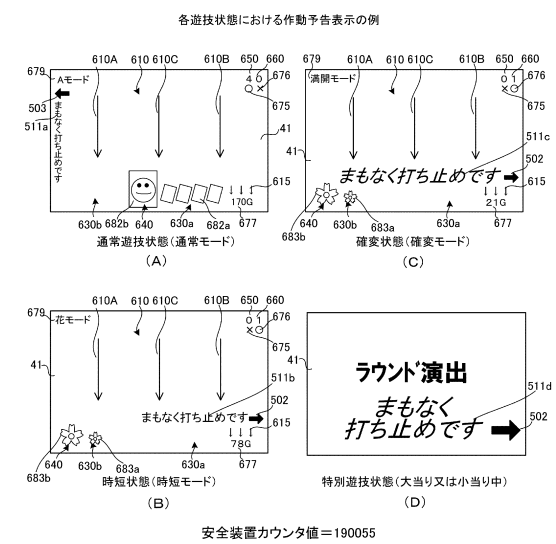 各遊技状態における作動予告表示の例
610A 610 610C 610B 650 660
679
Aモード
4 0
○ ×
676
675
503
511a
まもなく打ち止めです
41
615
170G
630b 682b 640 630a 682a 677
通常遊技状態(通常モード)
(A)
679 610A 610 610C 610B 650 660
満開モード
0 1
× ○
676
675
511c
41
まもなく打ち止めです
502
615
21G
683b 640 630b 683a 630a 677
確変状態(確変モード)
(C)
610A 610 610C 610B 650 660
679
花モード
0 1
× ○
676
675
41
511b
まもなく打ち止めです
502
615
78G
683b 640 630b 683a 630a 677
時短状態(時短モード)
(B)
41
ラウンド演出
511d
まもなく
打ち止めです
502
特別遊技状態(大当り又は小当り中)
(D)
安全装置カウンタ値=190055